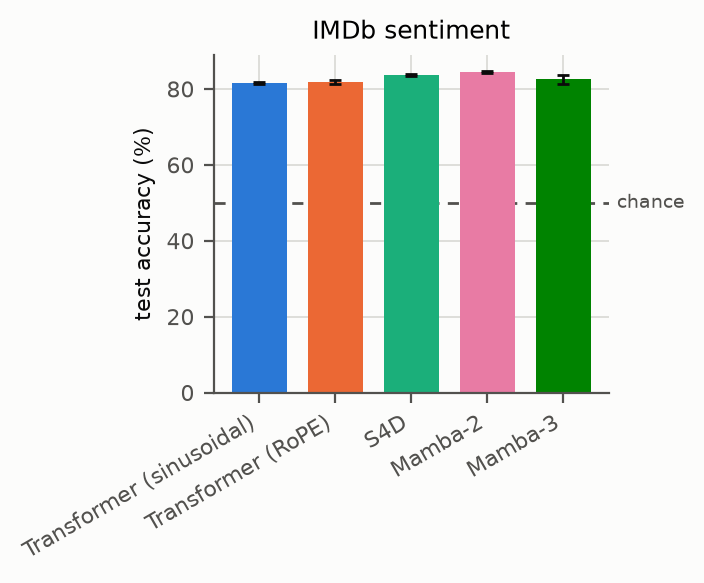 IMDb sentiment
test accuracy (%)
80
60
40
20
0
chance
Transformer (sinusoidal)
Transformer (RoPE)
S4D
Mamba-2
Mamba-3